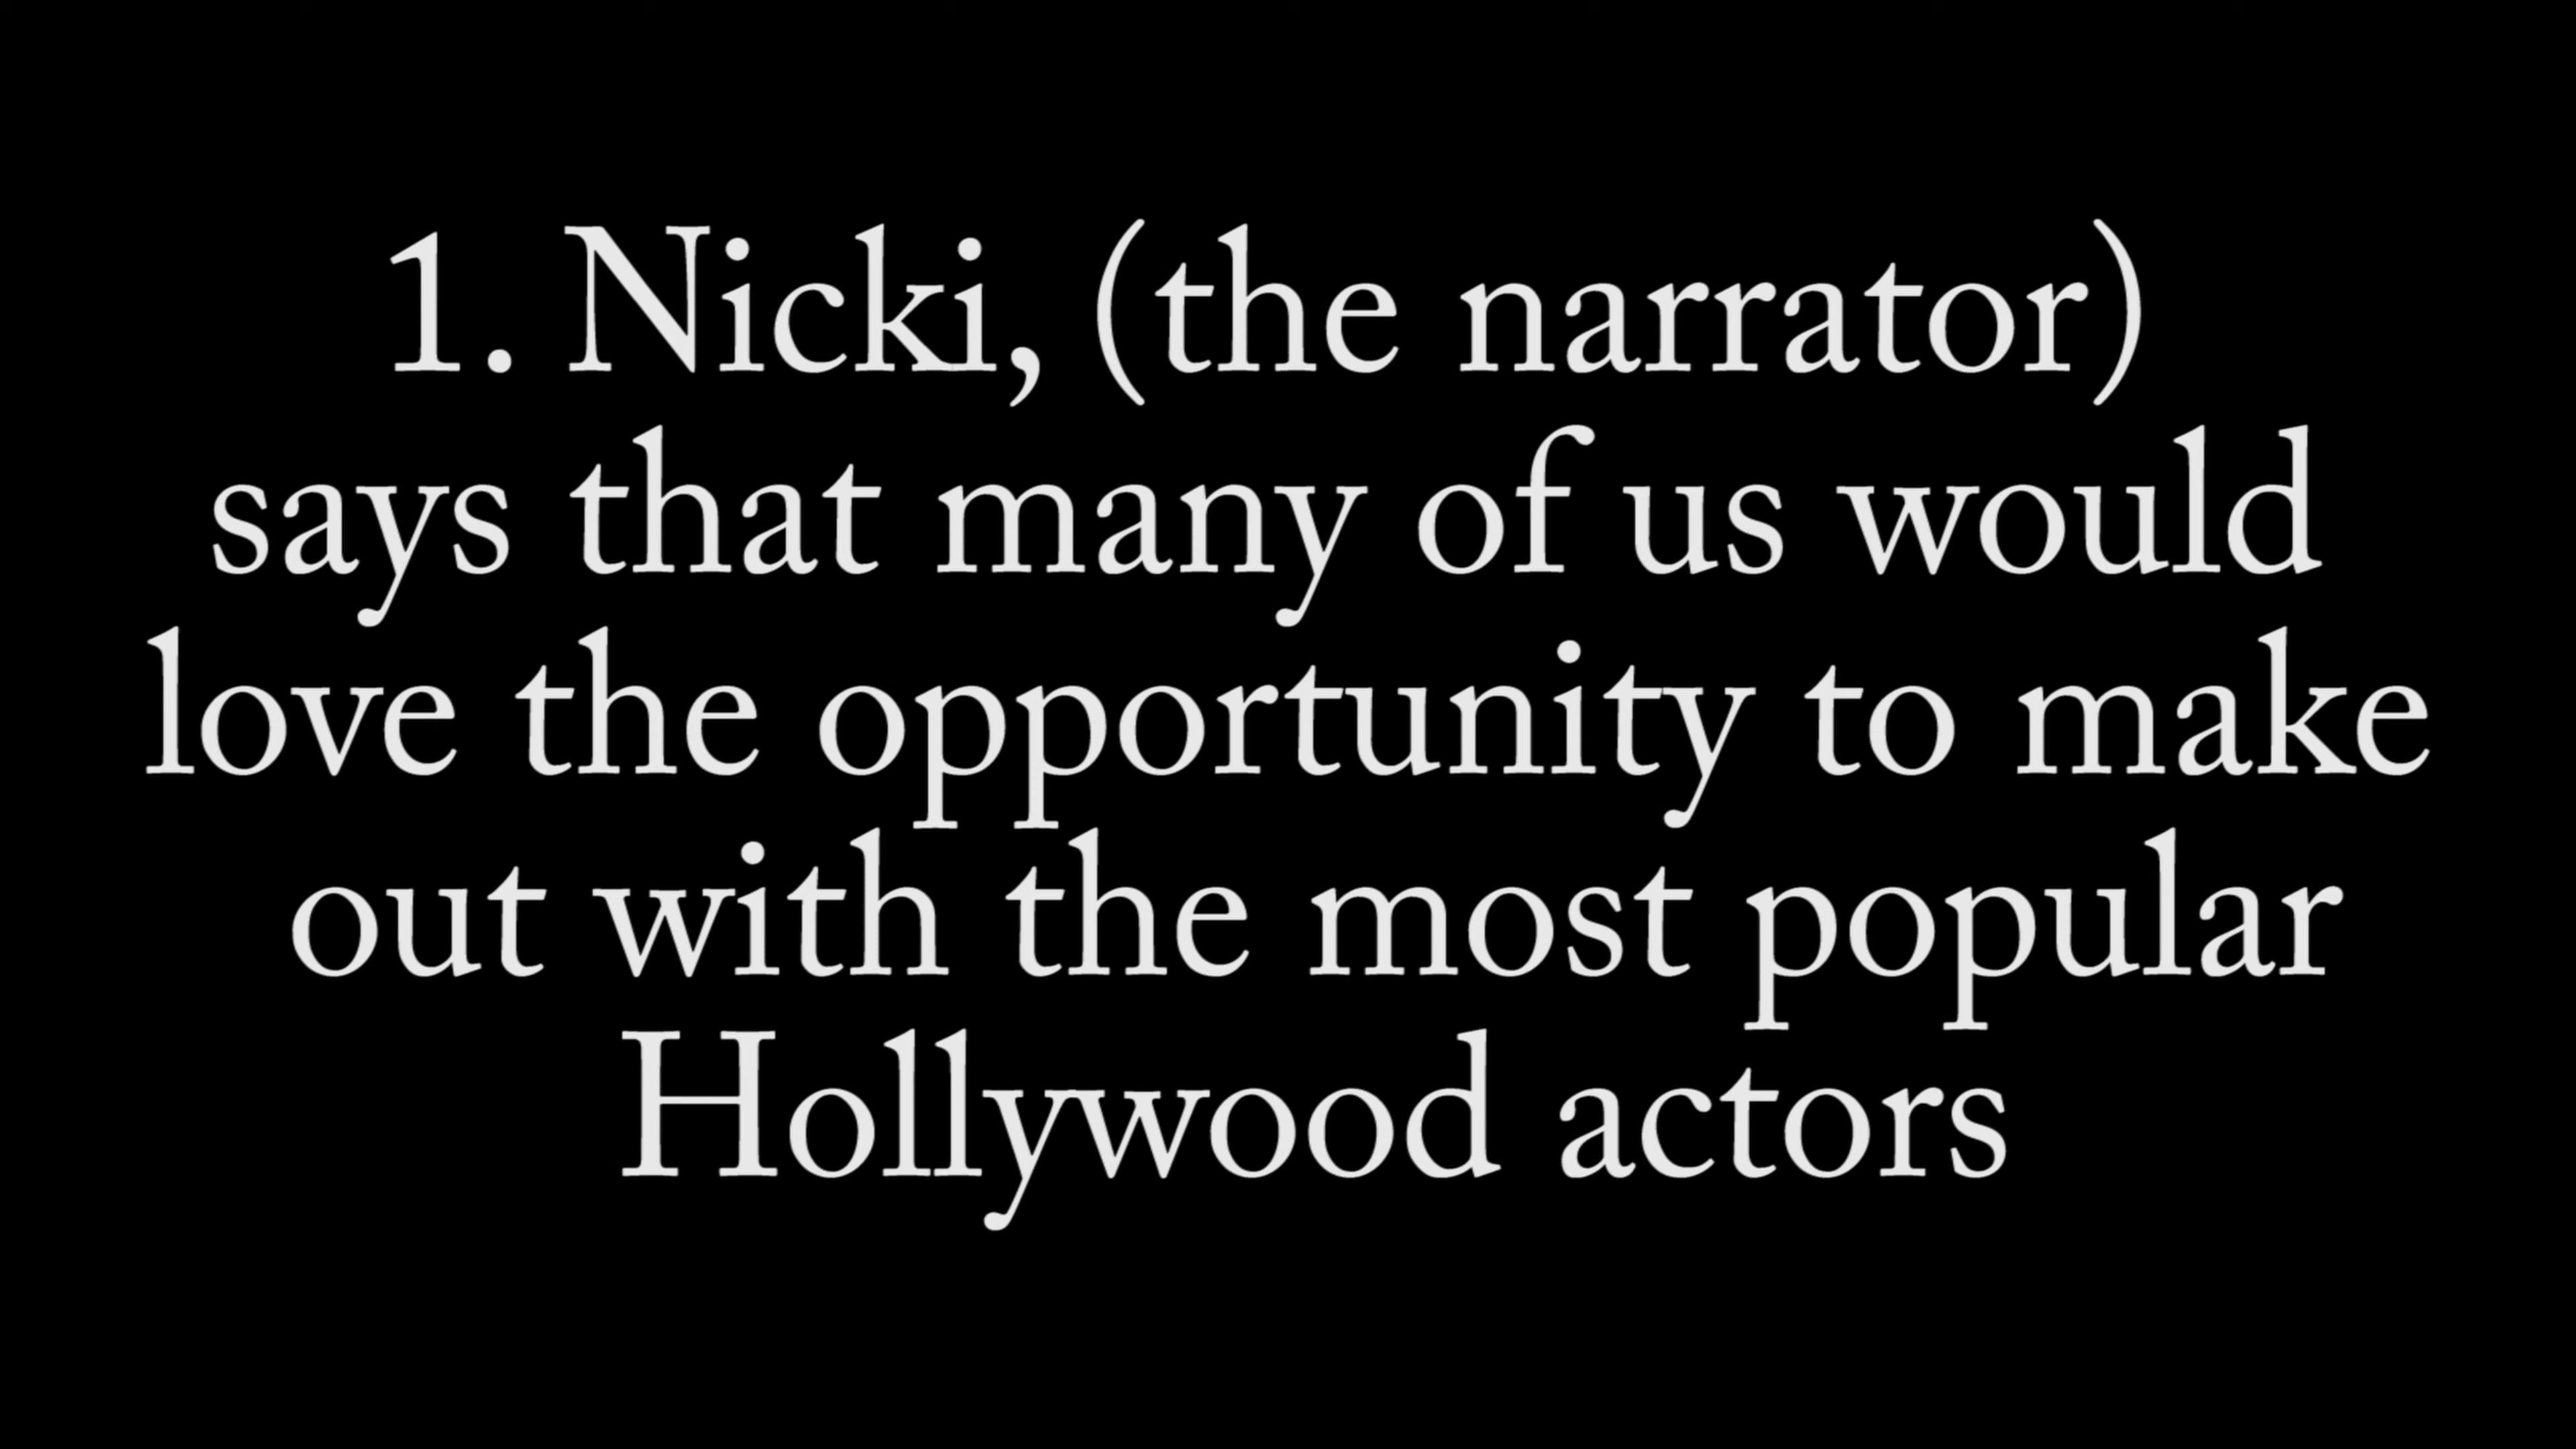 1. Nicki, (the narrator)
says that many of us would
love the opportunity to make
out with the most popular
Hollywood actors